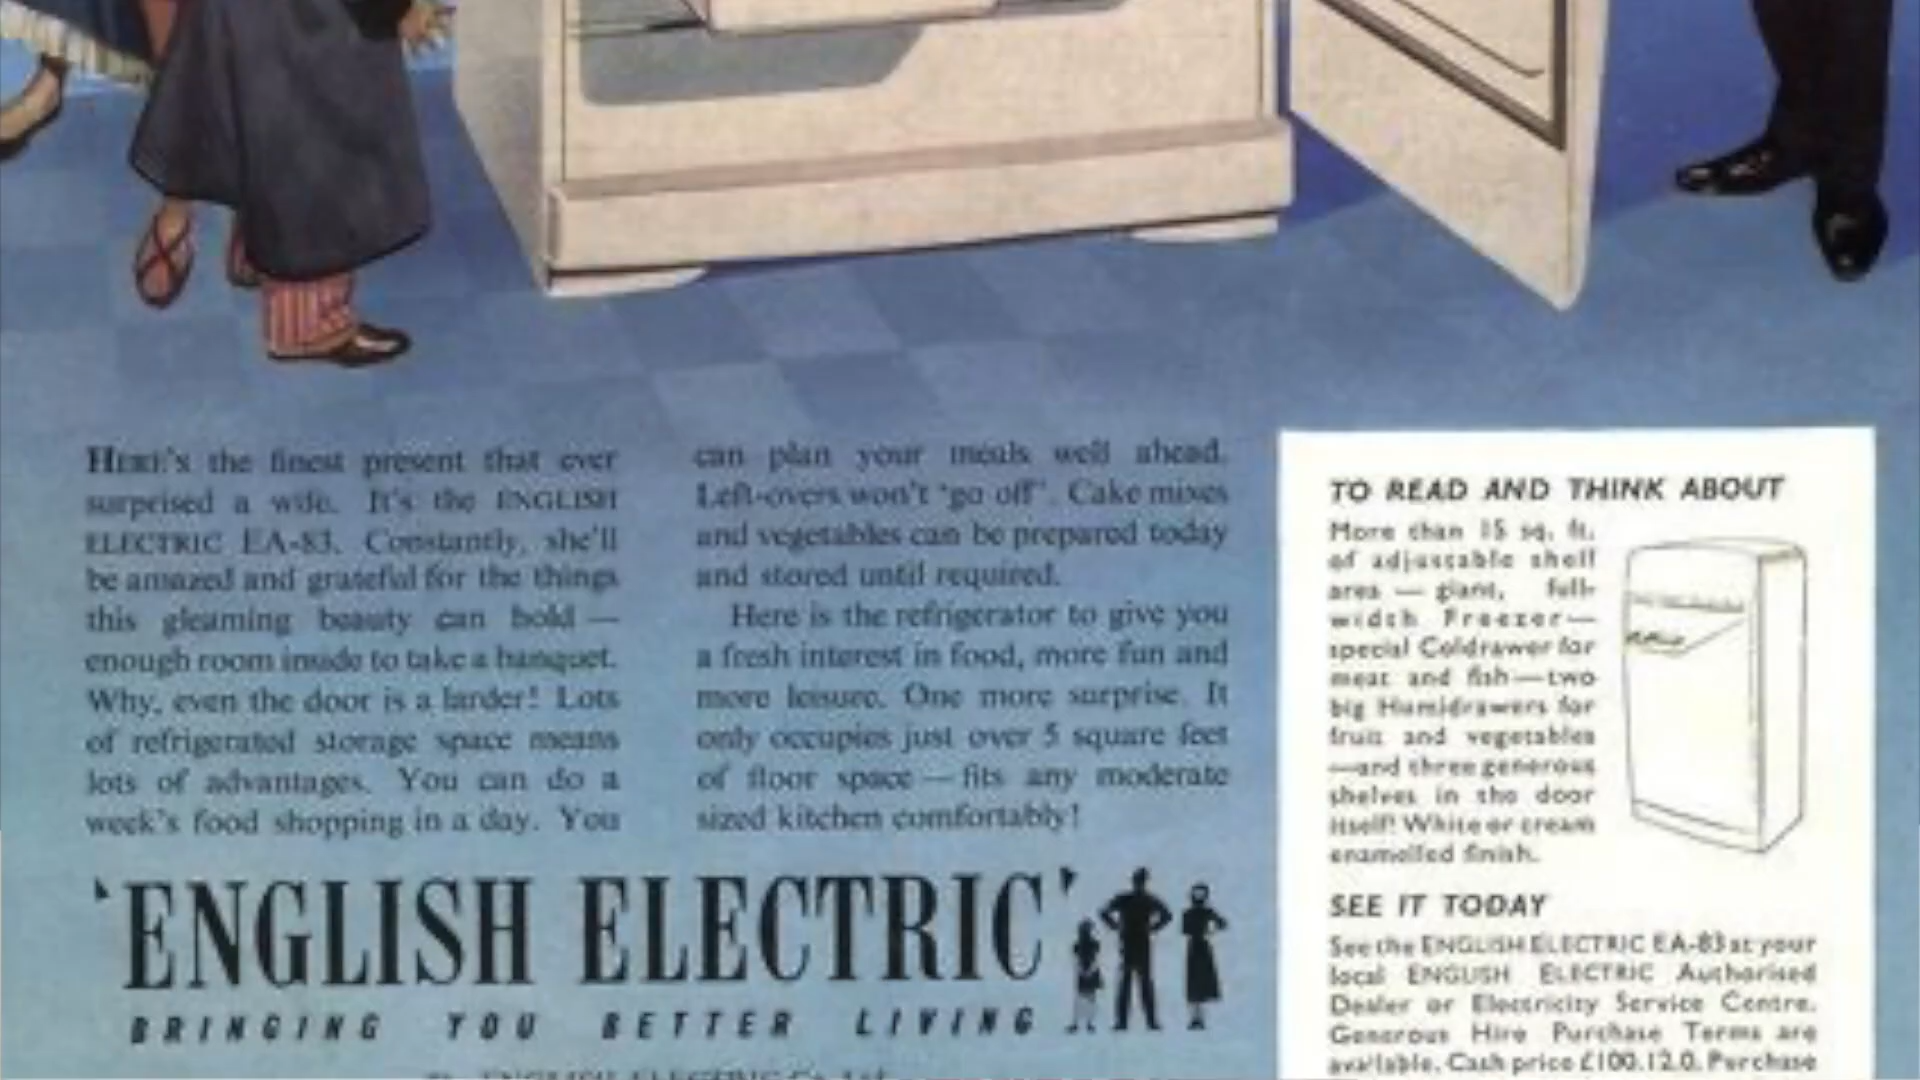 HERE'S the finest present that ever
surprised a wife. It's the ENGLISH
ELECTRIC EA-83. Constantly, she'll
be amazed and grateful for the things
this gleaming beauty can hold —
enough room inside to take a banquet.
Why, even the door is a larder! Lots
of refrigerated storage space means
lots of advantages. You can do a
week's food shopping in a day. You
can plan your meals well ahead.
Left-overs won't 'go off'. Cake mixes
and vegetables can be prepared today
and stored until required.
Here is the refrigerator to give you
a fresh interest in food, more fun and
more leisure. One more surprise. It
only occupies just over 5 square feet
of floor space — fits any moderate
sized kitchen comfortably!
'ENGLISH ELECTRIC'
BRINGING YOU BETTER LIVING
ENGLISH ELECTRIC Co. Ltd
TO READ AND THINK ABOUT
More than 15 sq. ft.
of adjustable shelf
area — giant, full-
width Freezer —
special Coldrawer for
meat and fish — two
big Humidrawers for
fruit and vegetables
— and three generous
shelves in the door
itself! White or cream
enamelled finish.
SEE IT TODAY
See the ENGLISH ELECTRIC EA-83 at your
local ENGLISH ELECTRIC Authorised
Dealer or Electricity Service Centre.
Generous Hire Purchase Terms are
available. Cash price £100.12.0. Purchase